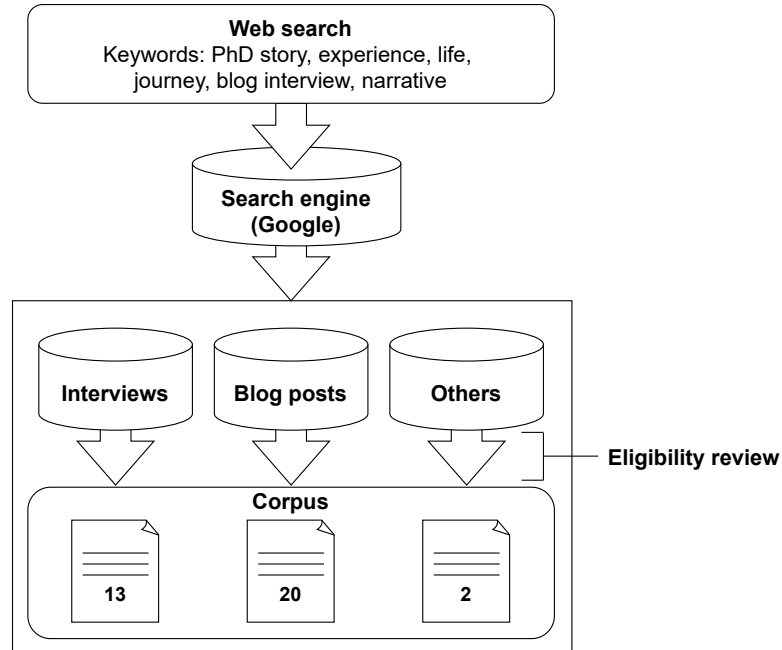 Web search
Keywords: PhD story, experience, life,
journey, blog interview, narrative
Search engine
(Google)
Interviews
Blog posts
Others
Eligibility review
Corpus
13
20
2